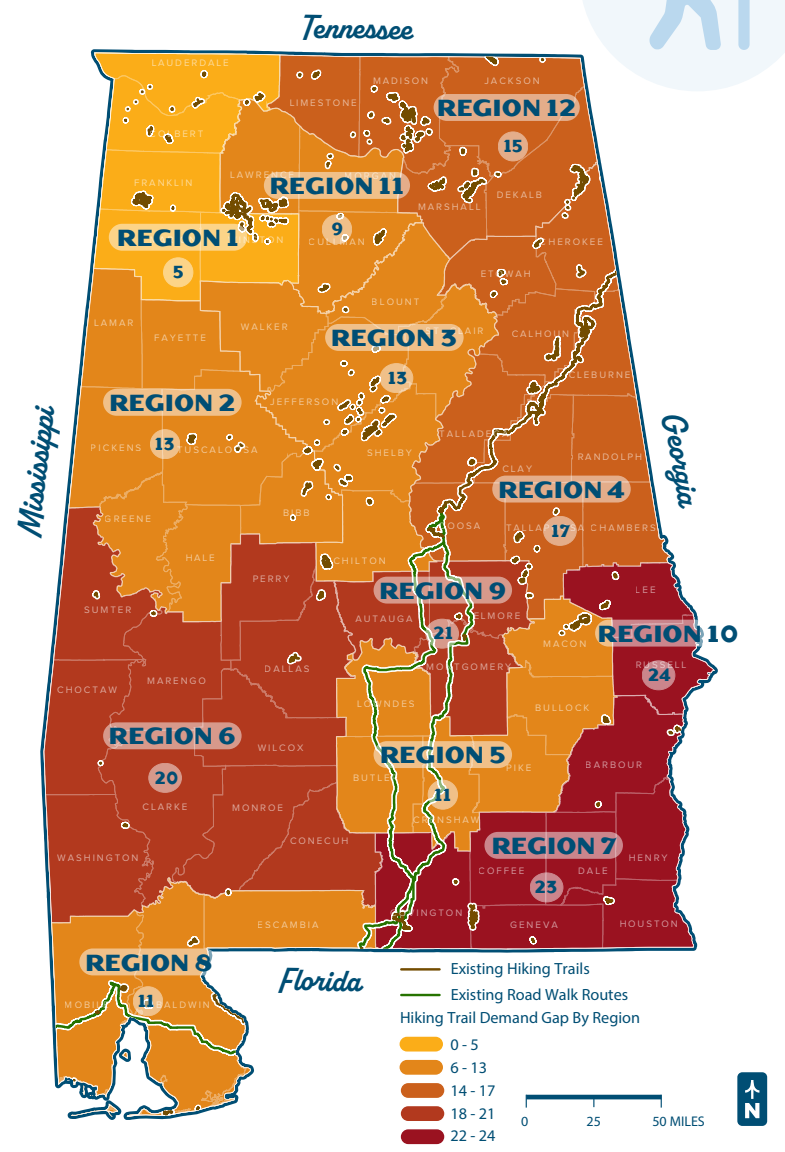 Tennessee
LAUDERDALE
MADISON
JACKSON
LIMESTONE
REGION 12
15
LAWRENCE
REGION 11
FRANKLIN
MARSHALL
DEKALB
REGION 1
9
CULLMAN
HEROKEE
5
ETOWAH
BLOUNT
LAMAR
FAYETTE
WALKER
REGION 3
AIR
CALHOUN
CLEBURNE
13
REGION 2
JEFFERSON
Mississippi
Georgia
PICKENS
13
TUSCALOOSA
SHELBY
TALLADE
RANDOLPH
CLAY
REGION 4
GREENE
BIBB
OOSA
17
CHAMBERS
HALE
CHILTON
PERRY
REGION 9
LEE
SUMTER
AUTAUGA
ELMORE
21
REGION 10
MACON
DALLAS
MONTGOMERY
RUSSELL
24
CHOCTAW
MARENGO
LOWNDES
BULLOCK
REGION 6
WILCOX
REGION 5
BUTLE
PIKE
BARBOUR
20
CLARKE
MONROE
11
CRENSHAW
CONECUH
REGION 7
WASHINGTON
COFFEE
DALE
HENRY
23
ESCAMBIA
INGTON
GENEVA
HOUSTON
REGION 8
Florida
MOBIL
11
BALDWIN
Existing Hiking Trails
Existing Road Walk Routes
Hiking Trail Demand Gap By Region
0 - 5
6 - 13
14 - 17
18 - 21
22 - 24
0
25
50 MILES
N